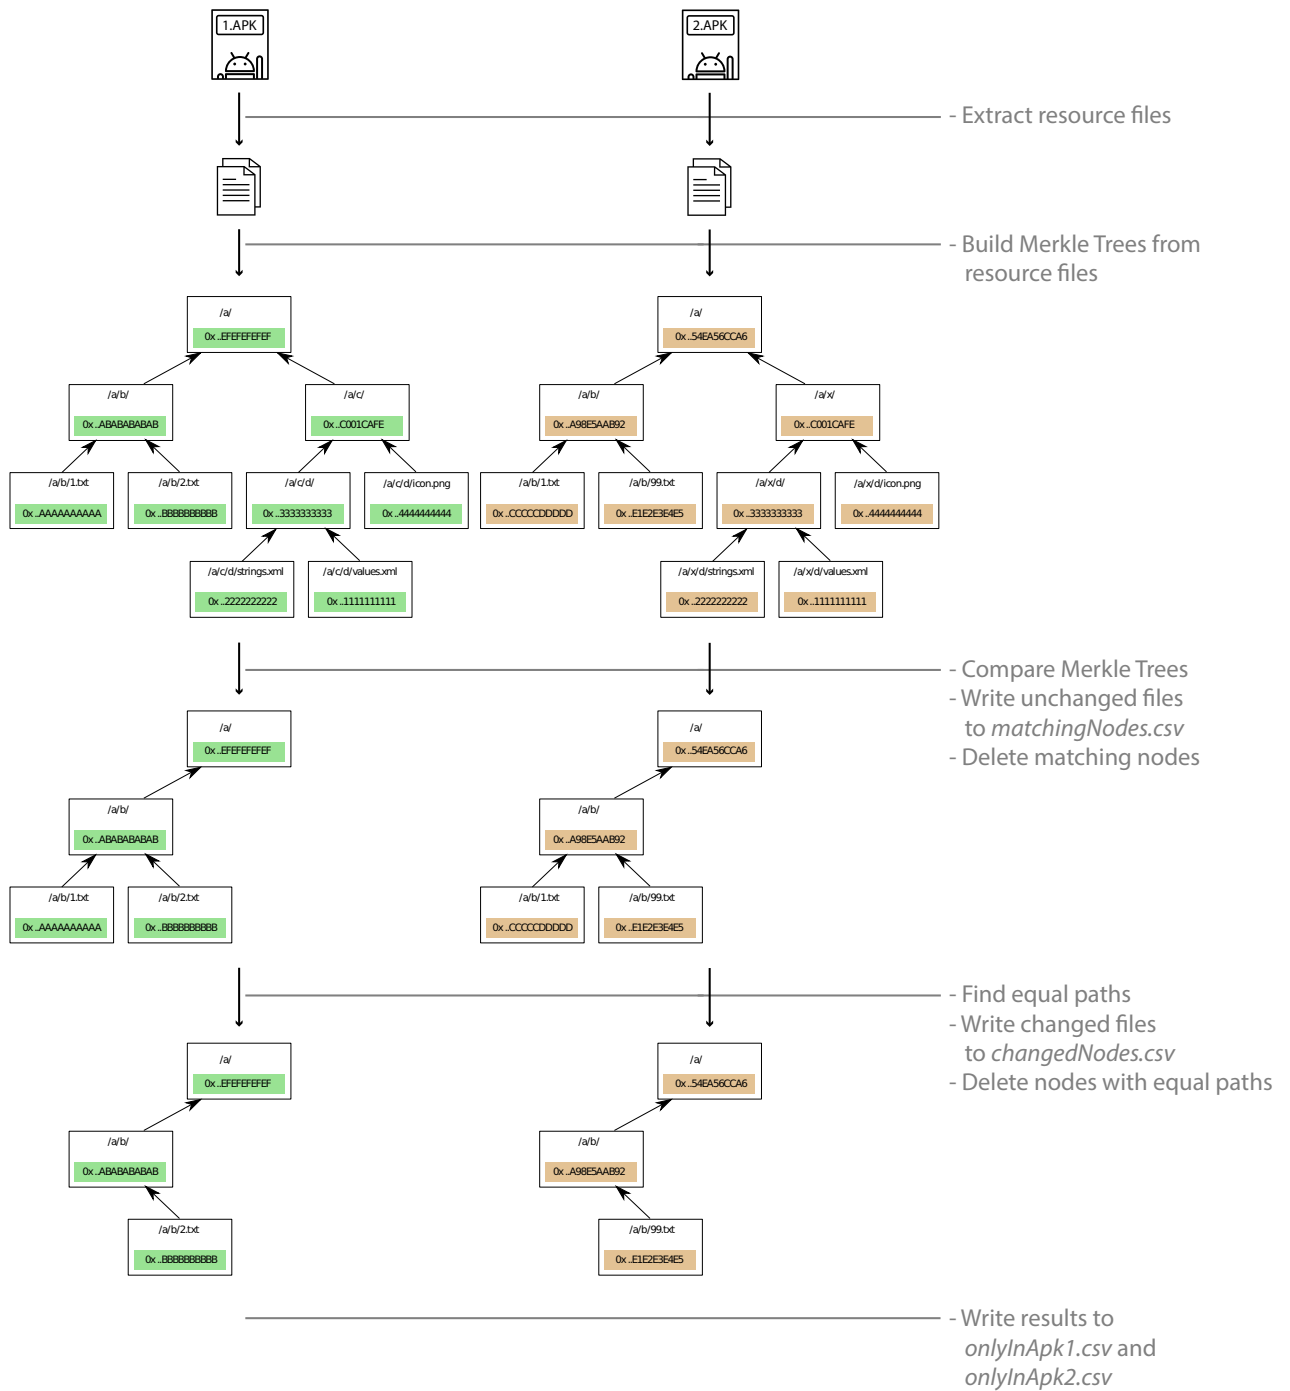 1.APK
2.APK
- Extract resource files
- Build Merkle Trees from
resource files
/a/
0x ..EFEFEFEFEF
/a/
0x ..54EA56CCA6
/a/b/
0x ..ABABABABAB
/a/c/
0x ..C001CAFE
/a/b/
0x ..A98E5AAB92
/a/x/
0x ..C001CAFE
/a/b/1.txt
0x ..AAAAAAAAAA
/a/b/2.txt
0x ..BBBBBBBBBB
/a/c/d/
0x ..3333333333
/a/c/d/icon.png
0x ..4444444444
/a/b/1.txt
0x ..CCCCCDDDDD
/a/b/99.txt
0x ..E1E2E3E4E5
/a/x/d/
0x ..3333333333
/a/x/d/icon.png
0x ..4444444444
/a/c/d/strings.xml
0x ..2222222222
/a/c/d/values.xml
0x ..1111111111
/a/x/d/strings.xml
0x ..2222222222
/a/x/d/values.xml
0x ..1111111111
- Compare Merkle Trees
- Write unchanged files
to matchingNodes.csv
- Delete matching nodes
/a/
0x ..EFEFEFEFEF
/a/
0x ..54EA56CCA6
/a/b/
0x ..ABABABABAB
/a/b/
0x ..A98E5AAB92
/a/b/1.txt
0x ..AAAAAAAAAA
/a/b/2.txt
0x ..BBBBBBBBBB
/a/b/1.txt
0x ..CCCCCDDDDD
/a/b/99.txt
0x ..E1E2E3E4E5
- Find equal paths
- Write changed files
to changedNodes.csv
- Delete nodes with equal paths
/a/
0x ..EFEFEFEFEF
/a/
0x ..54EA56CCA6
/a/b/
0x ..ABABABABAB
/a/b/
0x ..A98E5AAB92
/a/b/2.txt
0x ..BBBBBBBBBB
/a/b/99.txt
0x ..E1E2E3E4E5
- Write results to
onlyInApk1.csv and
onlyInApk2.csv